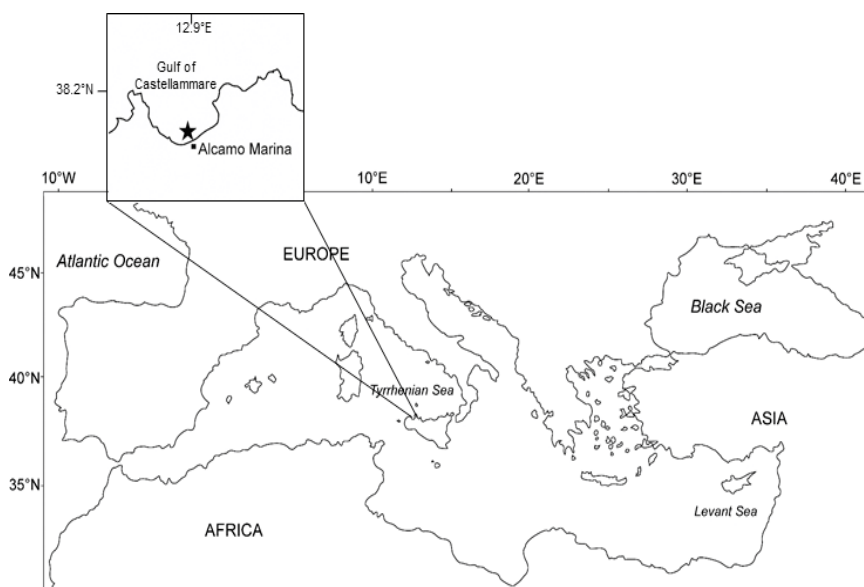 12.9°E
Gulf of
Castellammare
38.2°N
Alcamo Marina
10°W
10°E
20°E
30°E
40°E
EUROPE
Atlantic Ocean
45°N
Black Sea
40°N
Tyrrhenian Sea
ASIA
35°N
Levant Sea
AFRICA